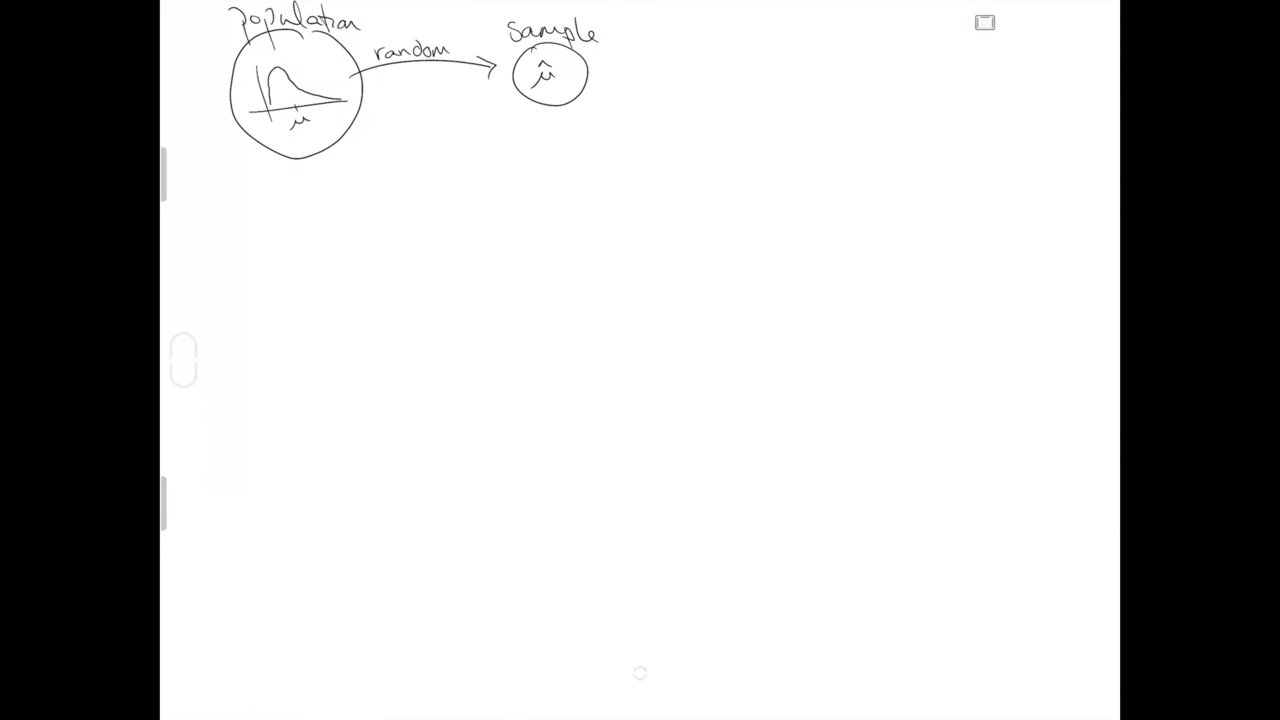 population
random
sample
μ
μ̂